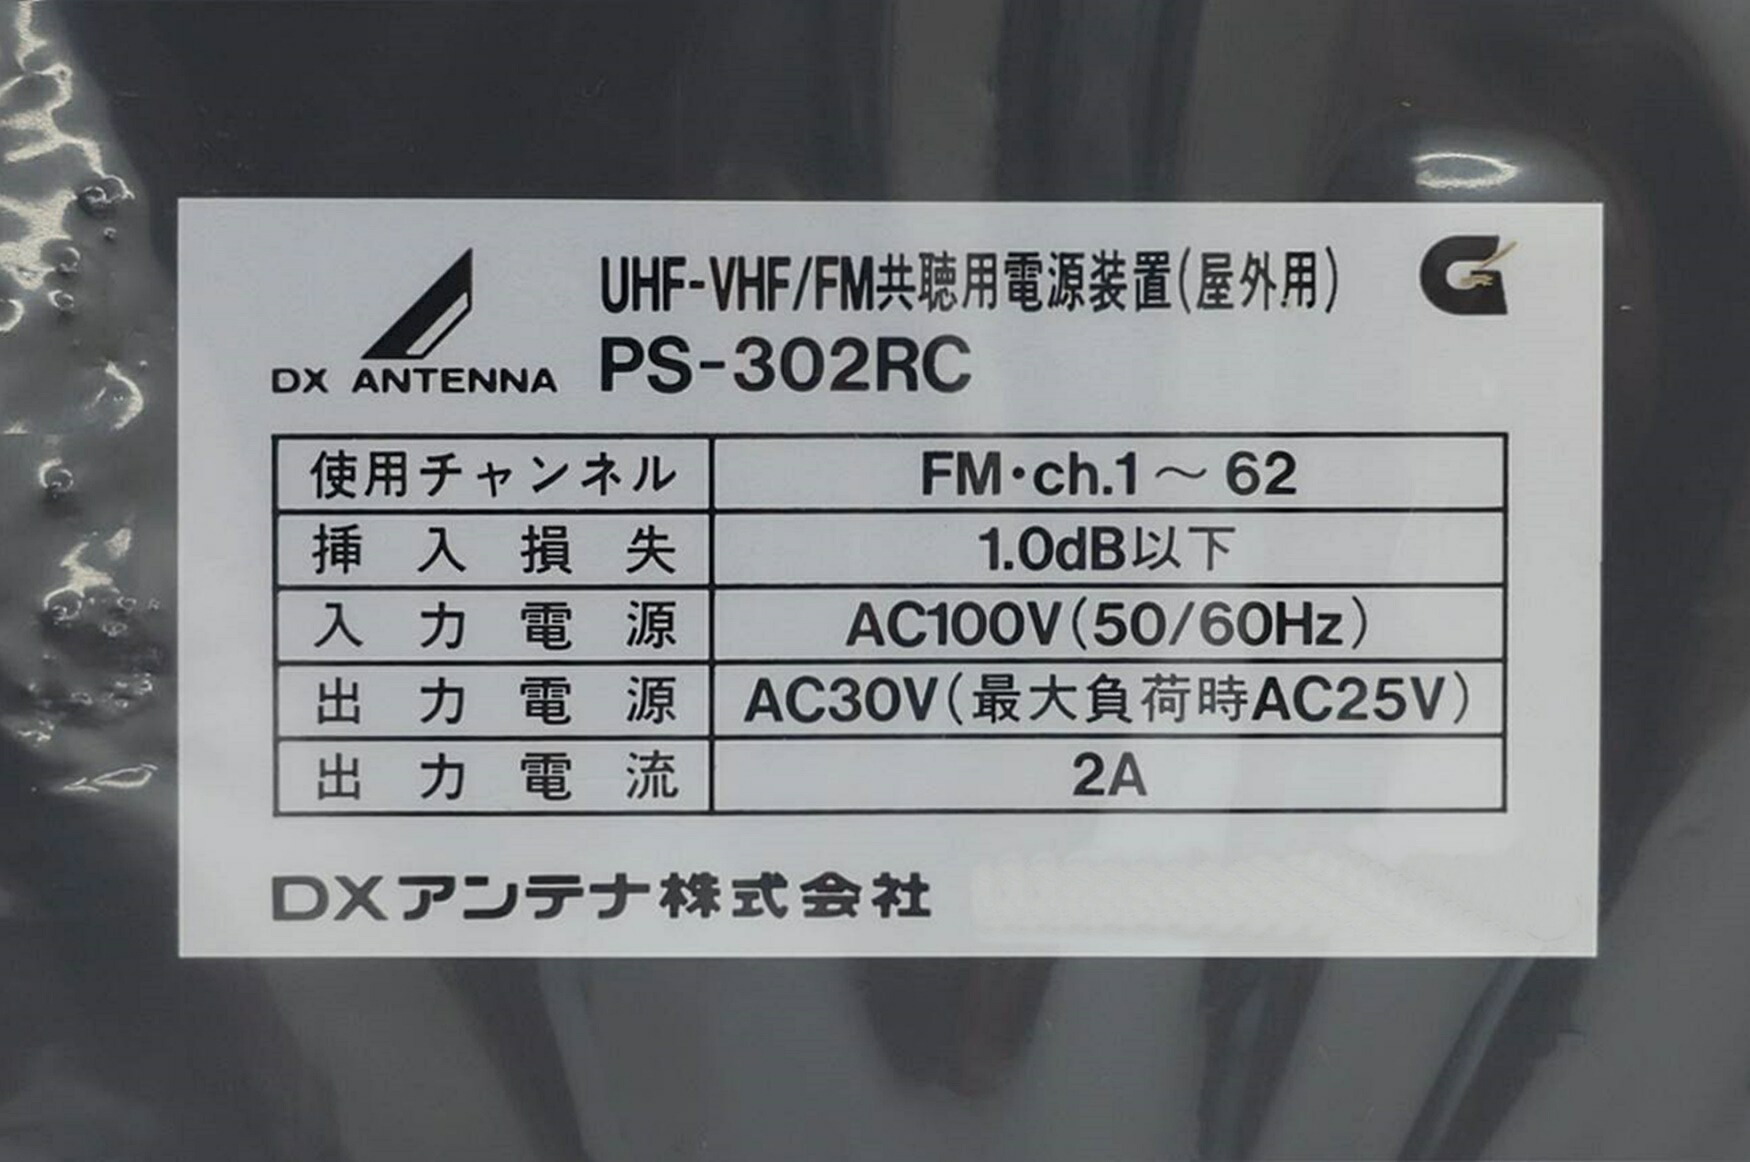 UHF-VHF/FM共聴用電源装置(屋外用)
G
DX ANTENNA
PS-302RC
使用チャンネル FM・ch.1～62
挿入損失 1.0dB以下
入力電源 AC100V(50/60Hz)
出力電源 AC30V(最大負荷時AC25V)
出力電流 2A
DXアンテナ株式会社